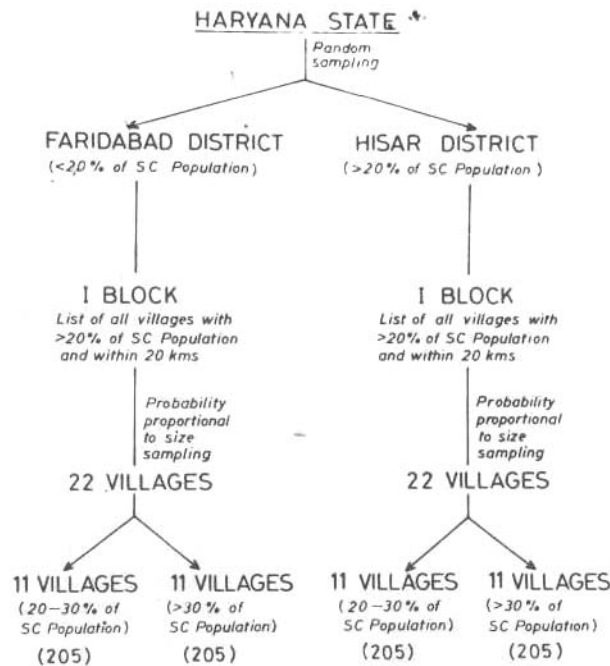 HARYANA STATE
Random
sampling
FARIDABAD DISTRICT
(<20% of SC Population)
HISAR DISTRICT
(>20% of SC Population)
I BLOCK
List of all villages with
>20% of SC Population
and within 20 kms
I BLOCK
List of all villages with
>20% of SC Population
and within 20 kms
Probability
proportional
to size
sampling
Probability
proportional
to size
sampling
22 VILLAGES
22 VILLAGES
11 VILLAGES
(20-30% of
SC Population)
(205)
11 VILLAGES
(>30% of
SC Population)
(205)
11 VILLAGES
(20-30% of
SC Population)
(205)
11 VILLAGES
(>30% of
SC Population)
(205)